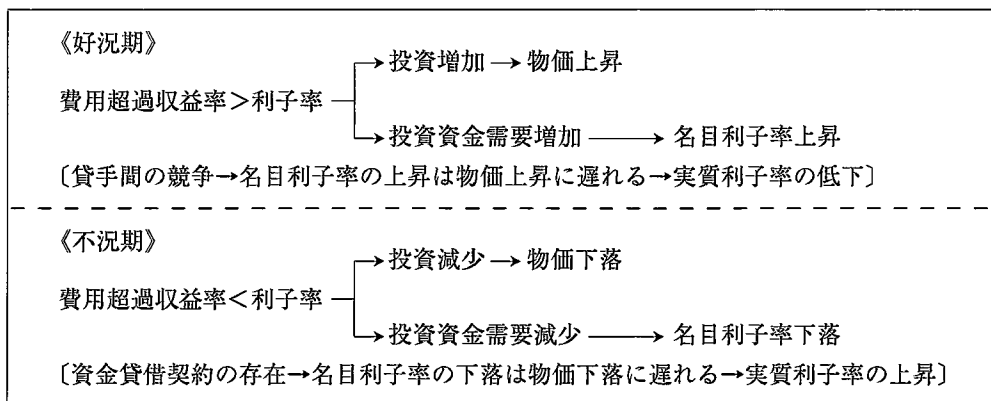 《好況期》
→投資増加→物価上昇
費用超過収益率>利子率
→投資資金需要増加→名目利子率上昇
〔貸手間の競争→名目利子率の上昇は物価上昇に遅れる→実質利子率の低下〕
《不況期》
→投資減少→物価下落
費用超過収益率<利子率
→投資資金需要減少→名目利子率下落
〔資金貸借契約の存在→名目利子率の下落は物価下落に遅れる→実質利子率の上昇〕